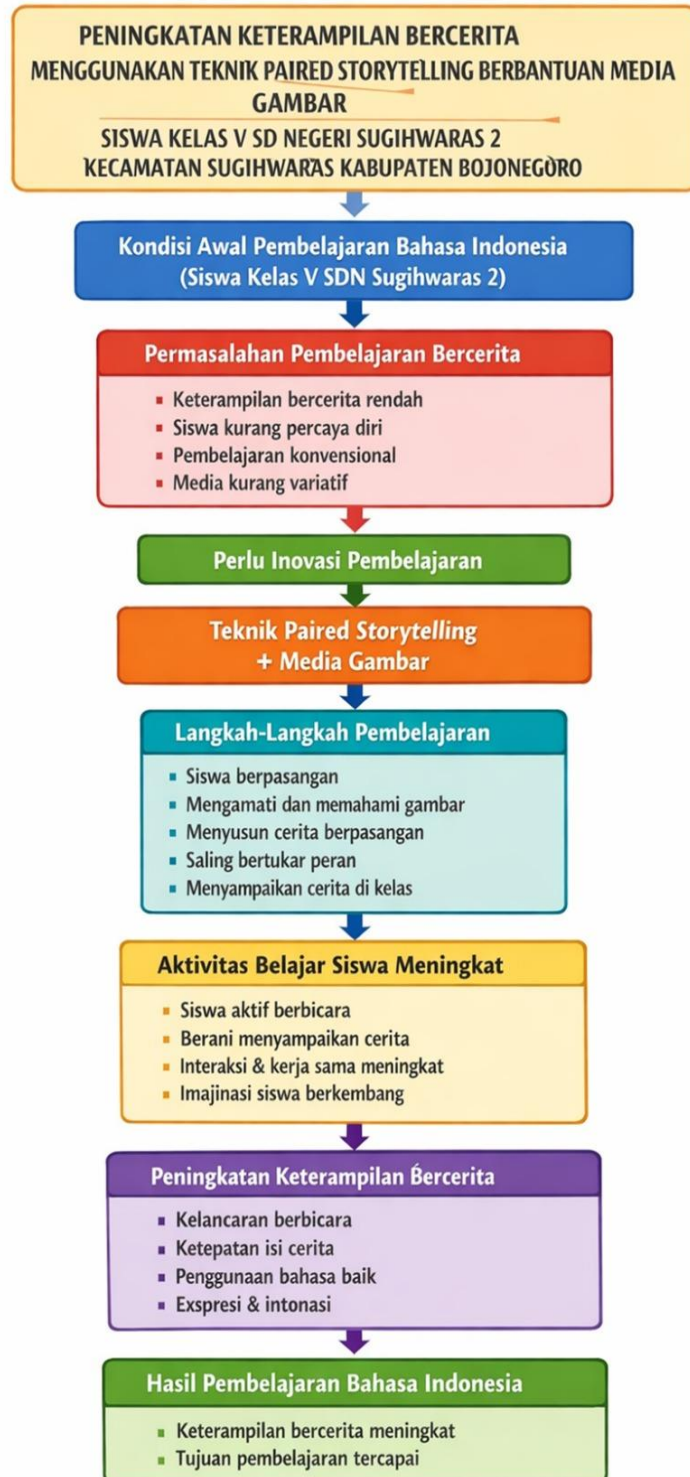 PENINGKATAN KETERAMPILAN BERCERITA
MENGGUNAKAN TEKNIK PAIRED STORYTELLING BERBANTUAN MEDIA
GAMBAR
SISWA KELAS V SD NEGERI SUGIHWARAS 2
KECAMATAN SUGIHWARAS KABUPATEN BOJONEGORO
Kondisi Awal Pembelajaran Bahasa Indonesia
(Siswa Kelas V SDN Sugihwaras 2)
Permasalahan Pembelajaran Bercerita
▪ Keterampilan bercerita rendah
▪ Siswa kurang percaya diri
▪ Pembelajaran konvensional
▪ Media kurang variatif
Perlu Inovasi Pembelajaran
Teknik Paired Storytelling
+ Media Gambar
Langkah-Langkah Pembelajaran
▪ Siswa berpasangan
▪ Mengamati dan memahami gambar
▪ Menyusun cerita berpasangan
▪ Saling bertukar peran
▪ Menyampaikan cerita di kelas
Aktivitas Belajar Siswa Meningkat
▪ Siswa aktif berbicara
▪ Berani menyampaikan cerita
▪ Interaksi & kerja sama meningkat
▪ Imajinasi siswa berkembang
Peningkatan Keterampilan Bercerita
▪ Kelancaran berbicara
▪ Ketepatan isi cerita
▪ Penggunaan bahasa baik
▪ Exspresi & intonasi
Hasil Pembelajaran Bahasa Indonesia
▪ Keterampilan bercerita meningkat
▪ Tujuan pembelajaran tercapai